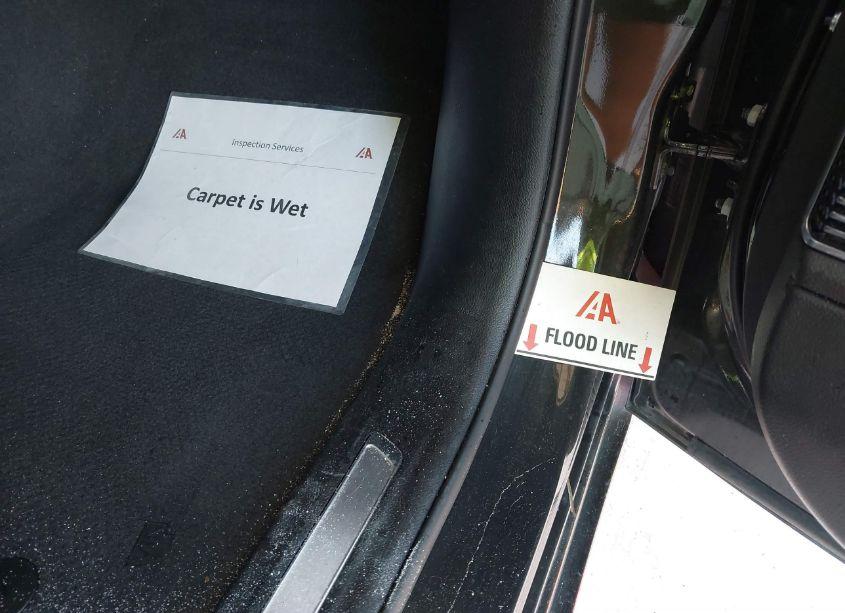 IAA
Inspection Services
IAA
Carpet is Wet
IAA
FLOOD LINE